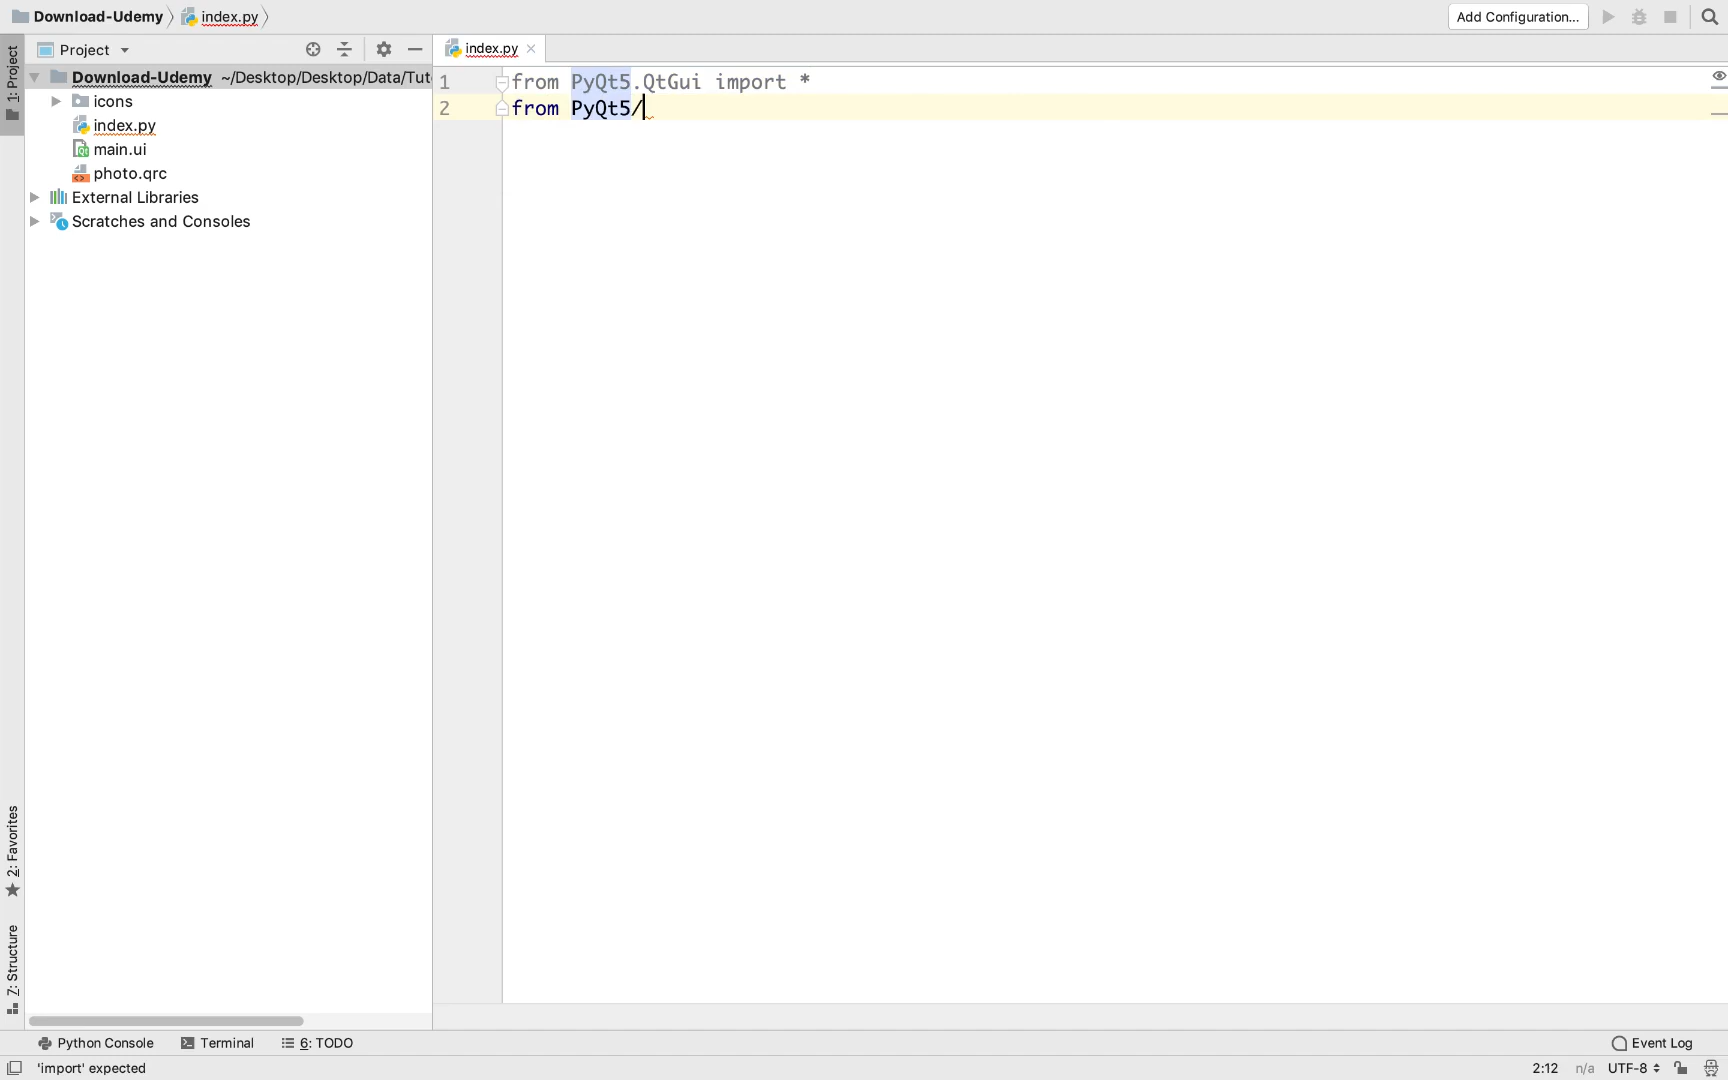 Download-Udemy index.py Add Configuration...
Project index.py
1: Project
Download-Udemy ~/Desktop/Desktop/Data/Tut
icons
index.py
main.ui
photo.qrc
External Libraries
Scratches and Consoles
1 from PyQt5.QtGui import *
2 from PyQt5/
2: Favorites
7: Structure
Python Console Terminal 6: TODO Event Log
'import' expected 2:12 n/a UTF-8